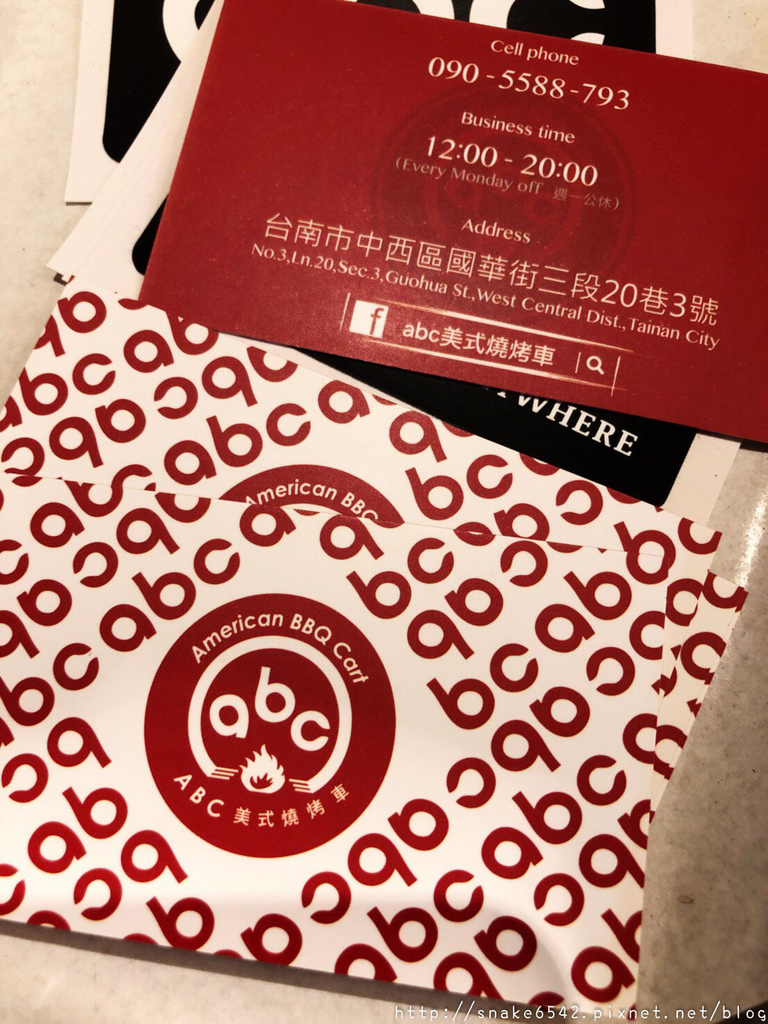 Cell phone
090-5588-793
Business time
12:00-20:00
(Every Monday off 週一公休)
Address
台南市中西區國華街三段20巷3號
No.3,Ln.20,Sec.3,Guohua St.,West Central Dist.,Tainan City
f abc美式燒烤車
WHERE
American BBQ
American BBQ Cart
abc
ABC 美式燒烤車
abc abc abc
http://snake6542.pixnet.net/blog